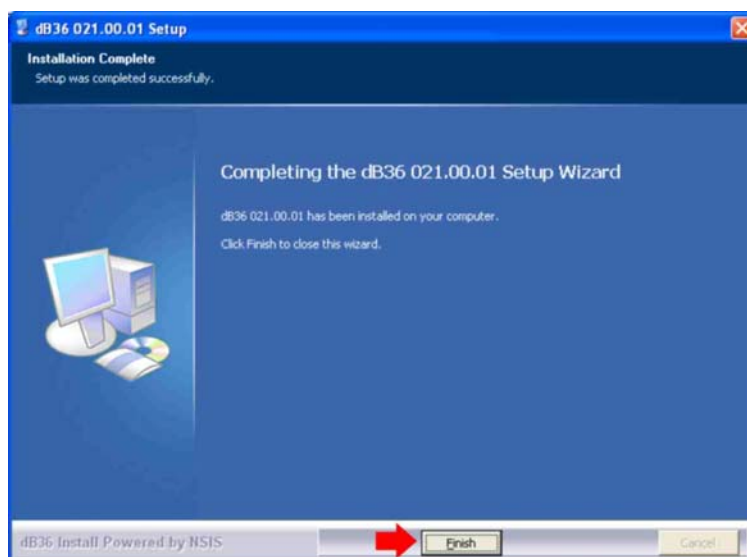 dB36 021.00.01 Setup
Installation Complete
Setup was completed successfully.
Completing the dB36 021.00.01 Setup Wizard
dB36 021.00.01 has been installed on your computer.
Click Finish to close this wizard.
dB36 Install Powered by NSIS
Finish
Cancel